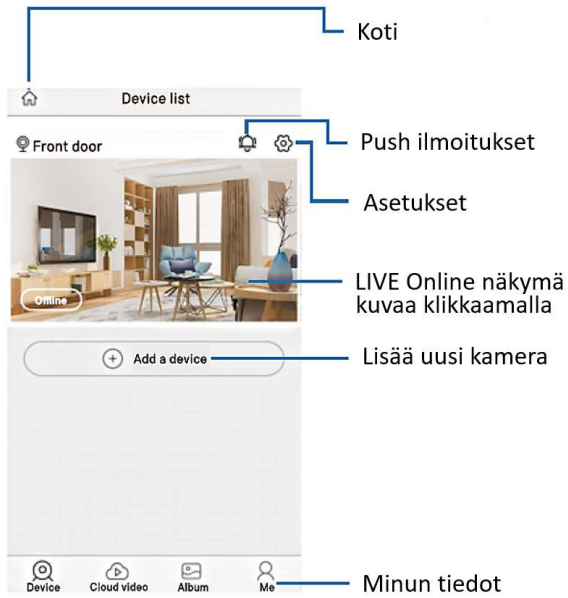 Koti
Device list
Front door
Push ilmoitukset
Asetukset
LIVE Online näkymä
kuvaa klikkaamalla
Offline
Add a device
Lisää uusi kamera
Device
Cloud video
Album
Me
Minun tiedot